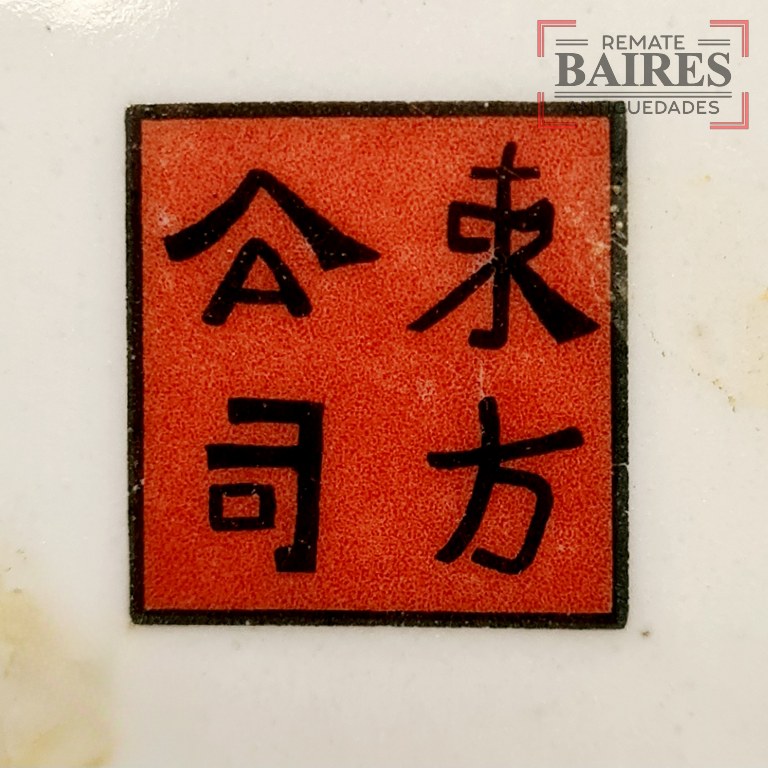 REMATE
BAIRES
ANTIGUEDADES
東方
公司